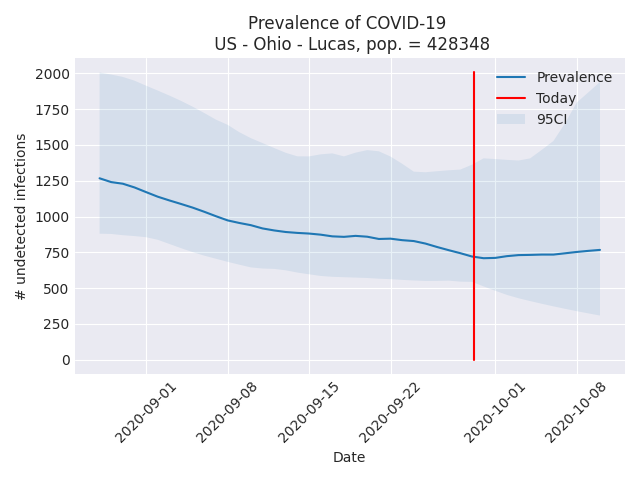 Prevalence of COVID-19
US - Ohio - Lucas, pop. = 428348
Prevalence
Today
95CI
2000
1750
1500
1250
1000
750
500
250
0
# undetected infections
2020-09-01
2020-09-08
2020-09-15
2020-09-22
2020-10-01
2020-10-08
Date